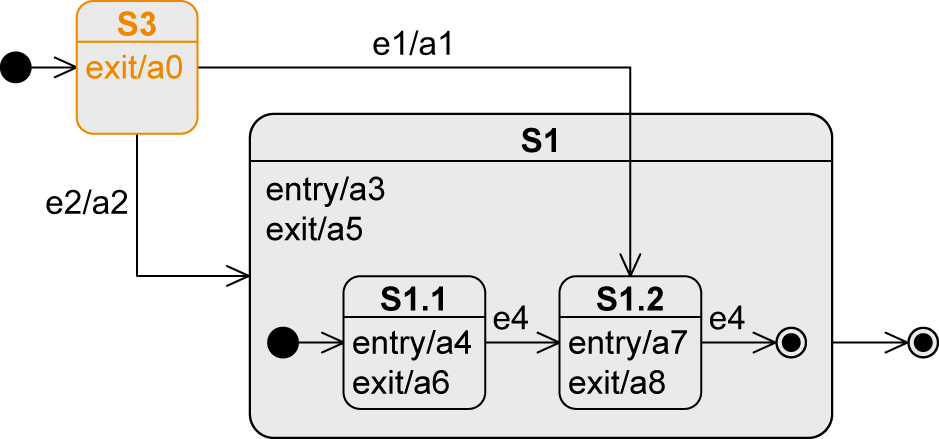 S3
exit/a0
e1/a1
e2/a2
S1
entry/a3
exit/a5
S1.1
entry/a4
exit/a6
e4
S1.2
entry/a7
exit/a8
e4